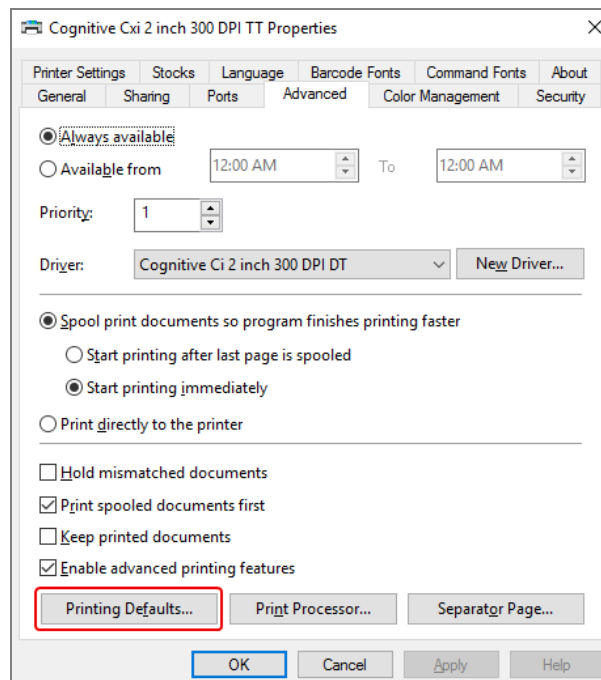 Cognitive Cxi 2 inch 300 DPI TT Properties
Printer Settings Stocks Language Barcode Fonts Command Fonts About
General Sharing Ports Advanced Color Management Security
Always available
Available from 12:00 AM To 12:00 AM
Priority: 1
Driver: Cognitive Ci 2 inch 300 DPI DT New Driver...
Spool print documents so program finishes printing faster
Start printing after last page is spooled
Start printing immediately
Print directly to the printer
Hold mismatched documents
Print spooled documents first
Keep printed documents
Enable advanced printing features
Printing Defaults... Print Processor... Separator Page...
OK Cancel Apply Help